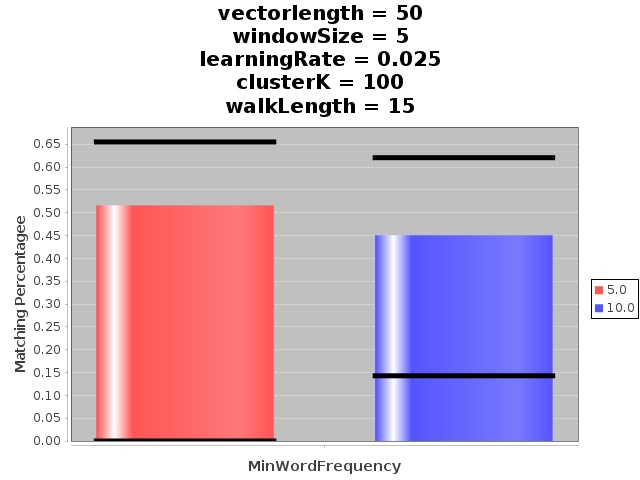 vectorlength = 50
windowSize = 5
learningRate = 0.025
clusterK = 100
walkLength = 15
Matching Percentagee
0.65
0.60
0.55
0.50
0.45
0.40
0.35
0.30
0.25
0.20
0.15
0.10
0.05
0.00
MinWordFrequency
5.0
10.0